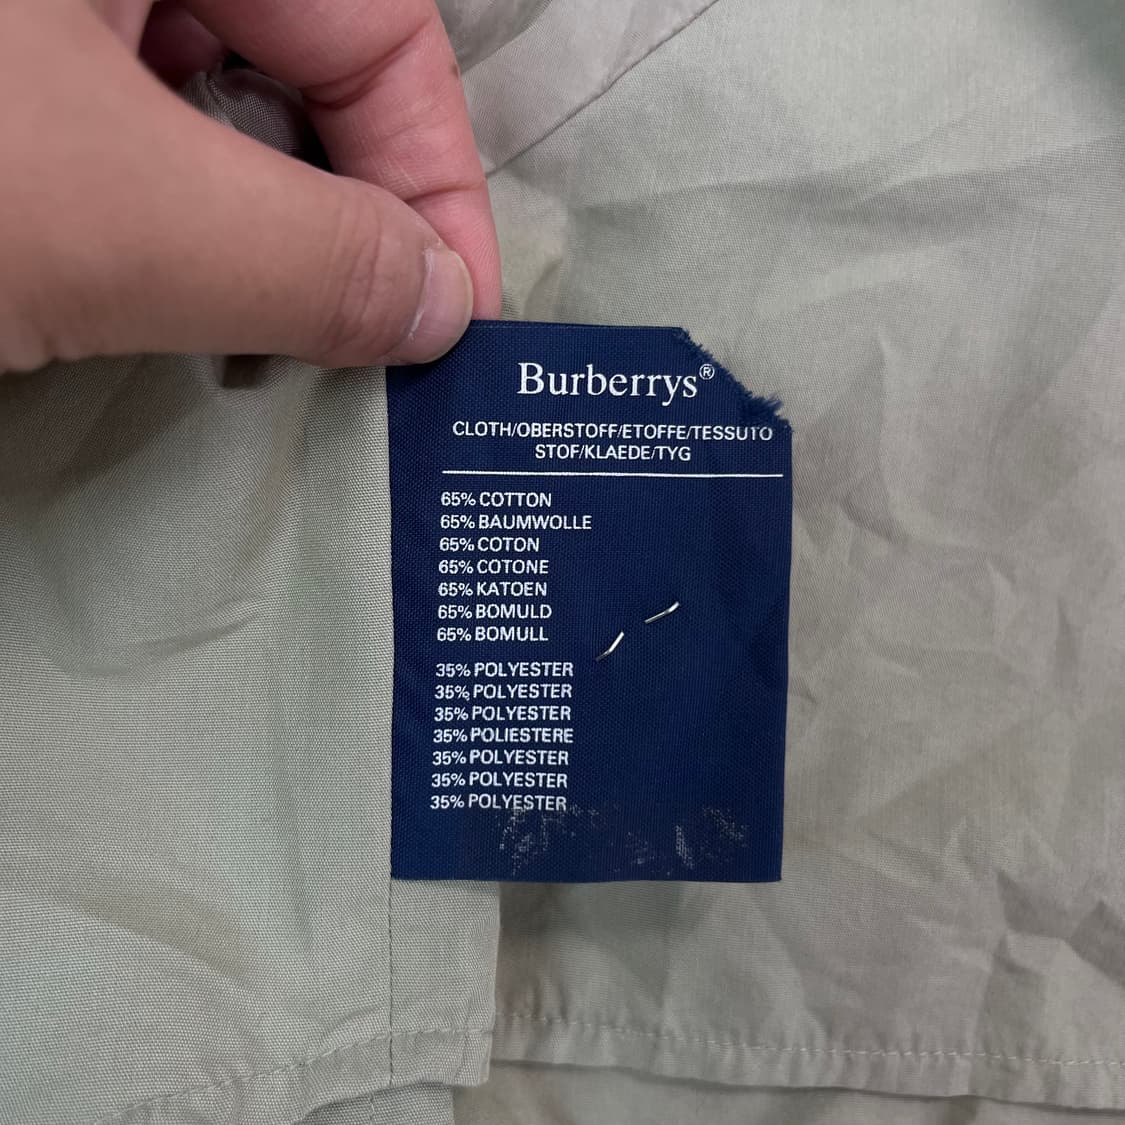 Burberrys®
CLOTH/OBERSTOFF/ETOFFE/TESSUTO
STOF/KLAEDE/TYG
65% COTTON
65% BAUMWOLLE
65% COTON
65% COTONE
65% KATOEN
65% BOMULD
65% BOMULL
35% POLYESTER
35% POLYESTER
35% POLYESTER
35% POLIESTERE
35% POLYESTER
35% POLYESTER
35% POLYESTER